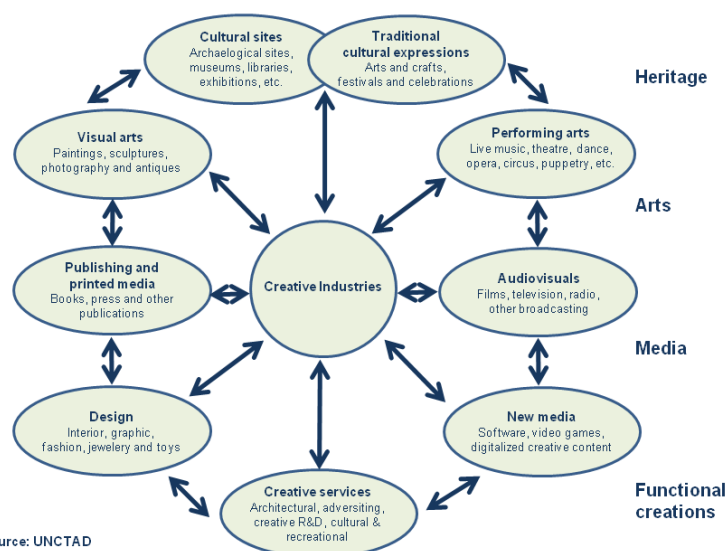 Cultural sites
Archaelogical sites,
museums, libraries,
exhibitions, etc.
Traditional
cultural expressions
Arts and crafts,
festivals and celebrations
Heritage
Visual arts
Paintings, sculptures,
photography and antiques
Performing arts
Live music, theatre, dance,
opera, circus, puppetry, etc.
Arts
Publishing and
printed media
Books, press and other
publications
Creative Industries
Audiovisuals
Films, television, radio,
other broadcasting
Media
Design
Interior, graphic,
fashion, jewelery and toys
New media
Software, video games,
digitalized creative content
Creative services
Architectural, adversiting,
creative R&D, cultural &
recreational
Functional
creations
urce: UNCTAD